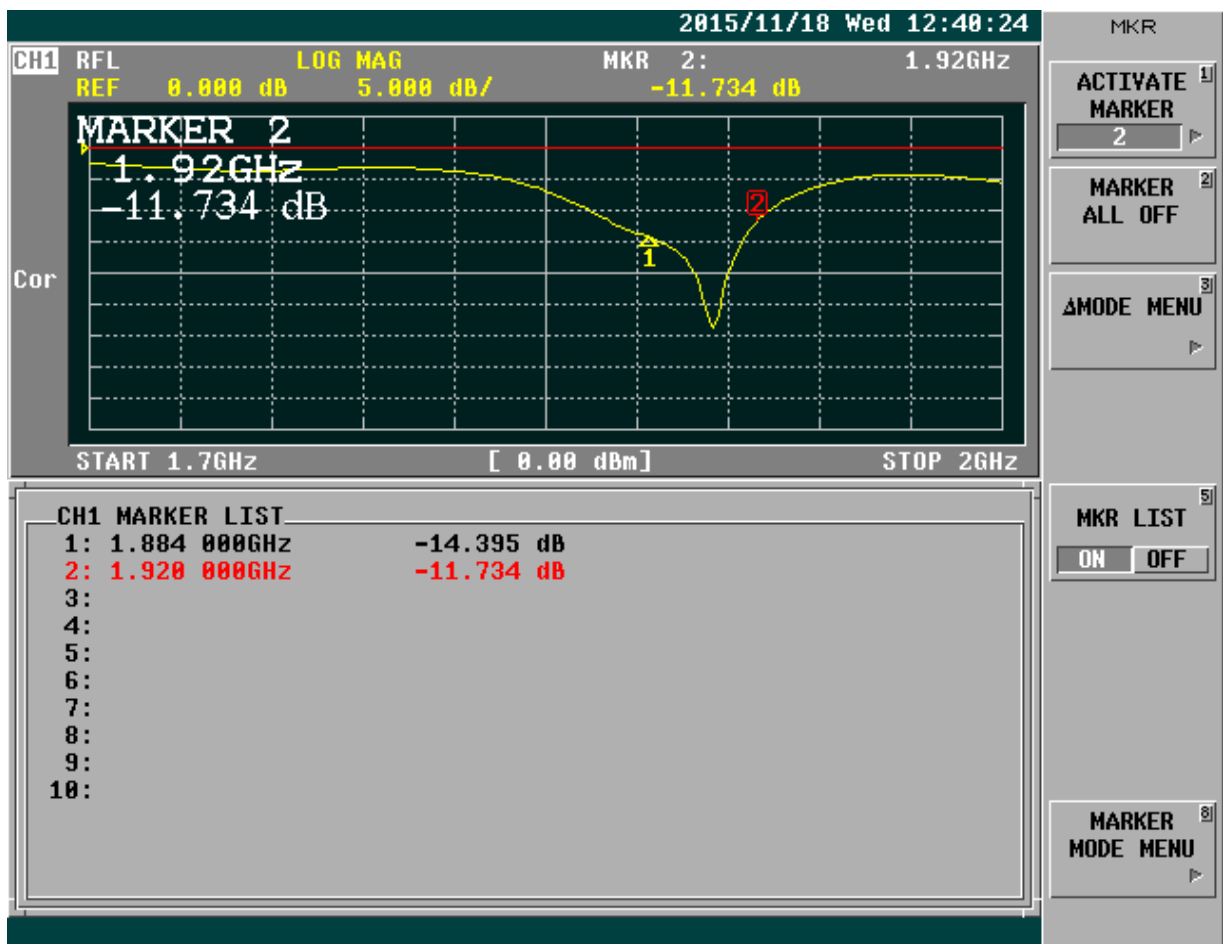 2015/11/18 Wed 12:40:24
CH1 RFL LOG MAG MKR 2: 1.92GHz
REF 0.000 dB 5.000 dB/ -11.734 dB
MARKER 2
1.92GHz
-11.734 dB
2
1
Cor
START 1.7GHz [ 0.00 dBm] STOP 2GHz
CH1 MARKER LIST
1: 1.884 000GHz -14.395 dB
2: 1.920 000GHz -11.734 dB
3:
4:
5:
6:
7:
8:
9:
10:
MKR
ACTIVATE 1
MARKER
2
MARKER 2
ALL OFF
3
ΔMODE MENU
5
MKR LIST
ON OFF
MARKER 8
MODE MENU